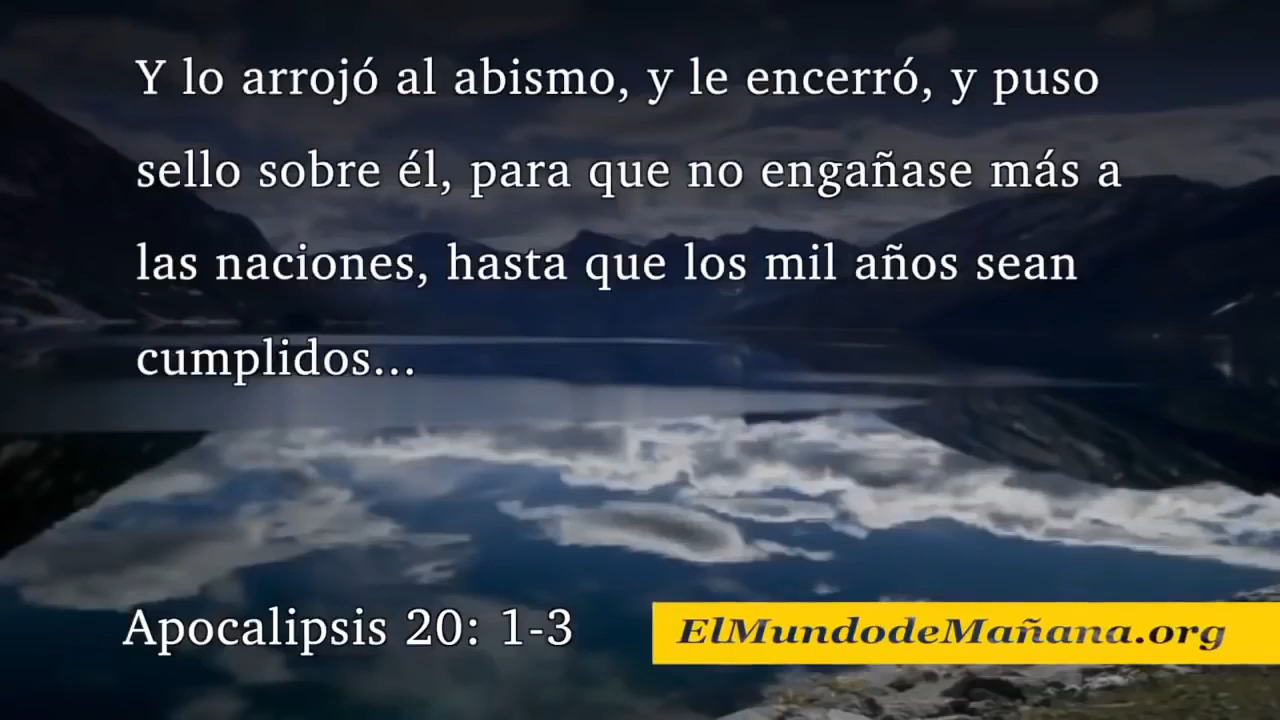 Y lo arrojó al abismo, y le encerró, y puso
sello sobre él, para que no engañase más a
las naciones, hasta que los mil años sean
cumplidos...
Apocalipsis 20: 1-3
ElMundodeMañana.org